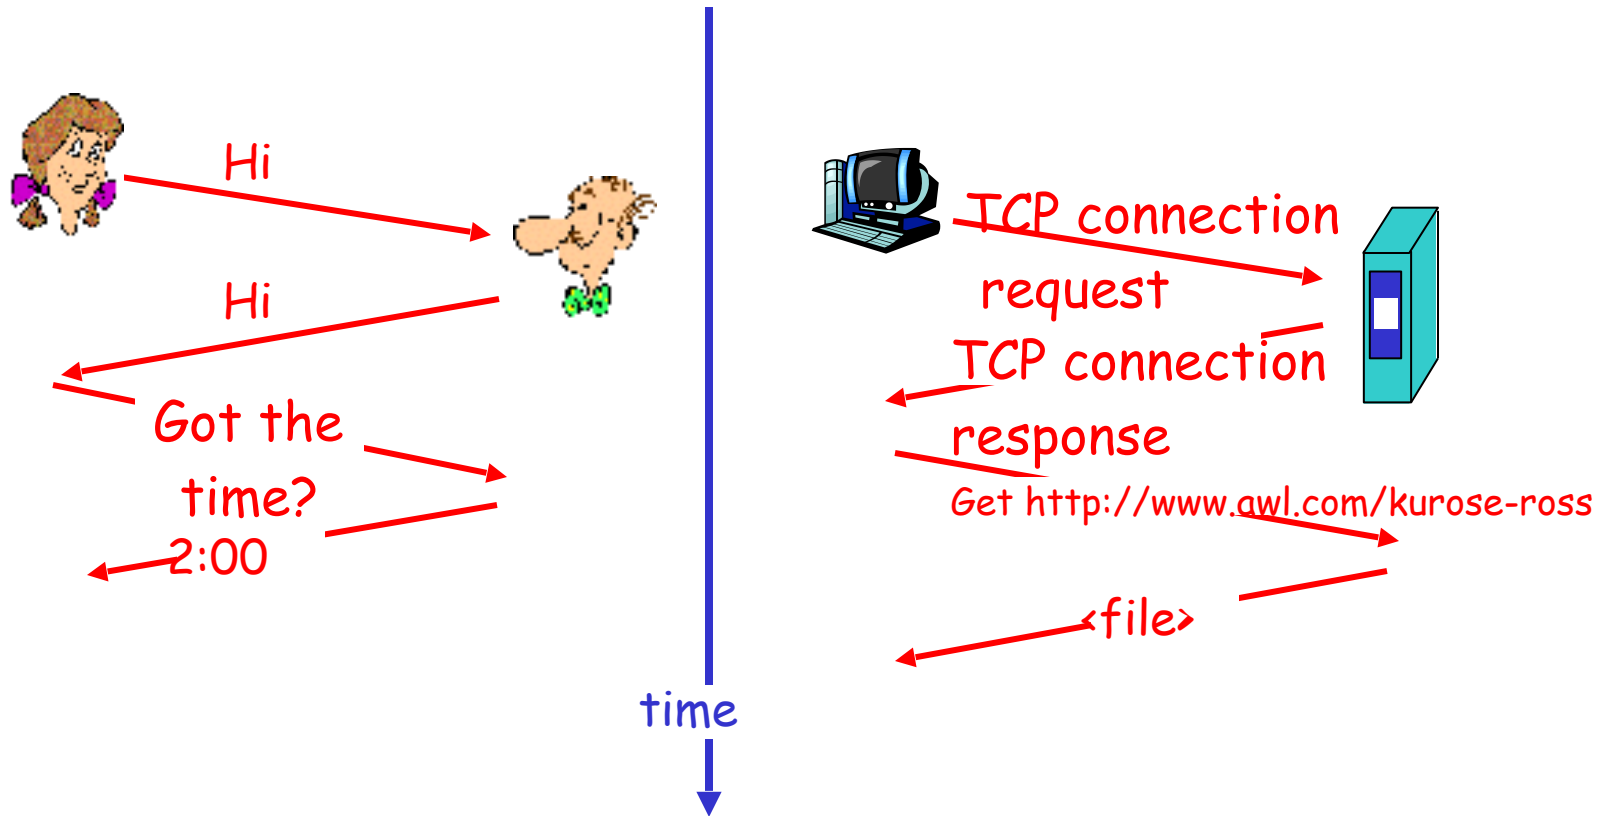 Hi
Hi
Got the
time?
2:00
time
TCP connection
request
TCP connection
response
Get http://www.awl.com/kurose-ross
<file>